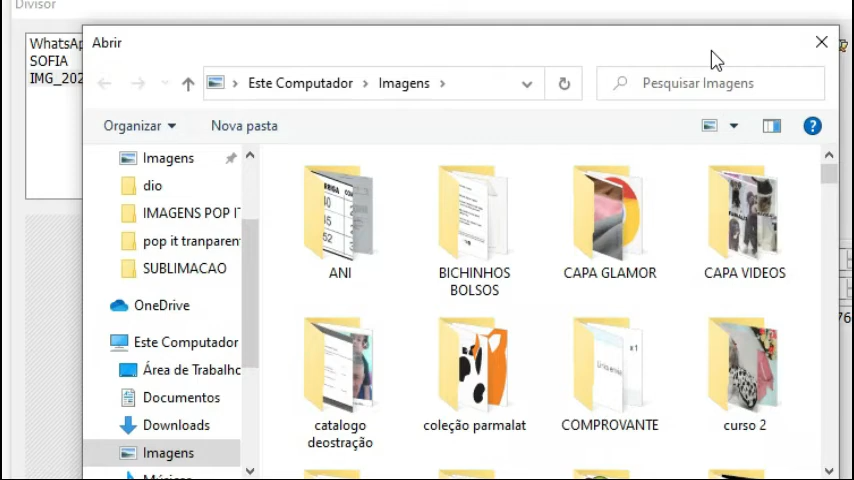 Divisor
WhatsAp
SOFIA
IMG_202
Abrir
Este Computador
Imagens
Pesquisar Imagens
Organizar
Nova pasta
Imagens
dio
IMAGENS POP IT
pop it tranparen
SUBLIMACAO
OneDrive
Este Computador
Área de Trabalho
Documentos
Downloads
Imagens
ANI
BICHINHOS
BOLSOS
CAPA GLAMOR
CAPA VIDEOS
catalogo
deostração
coleção parmalat
COMPROVANTE
curso 2